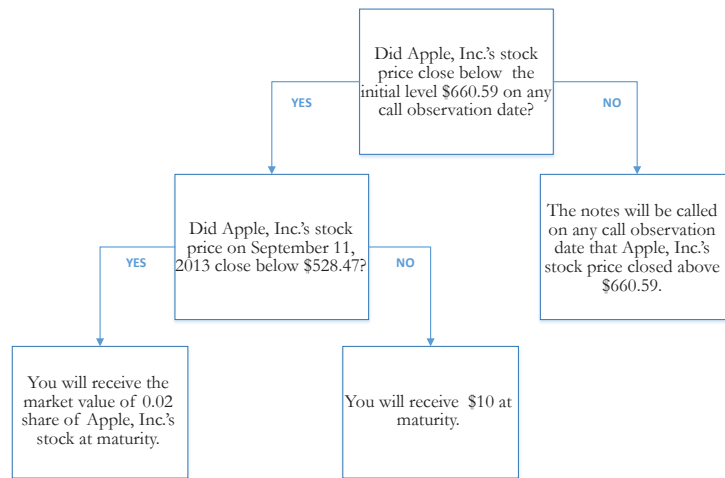 Did Apple, Inc.'s stock
price close below the
initial level $660.59 on any
call observation date?
YES
NO
Did Apple, Inc.'s stock
price on September 11,
2013 close below $528.47?
The notes will be called
on any call observation
date that Apple, Inc.'s
stock price closed above
$660.59.
YES
NO
You will receive the
market value of 0.02
share of Apple, Inc.'s
stock at maturity.
You will receive $10 at
maturity.